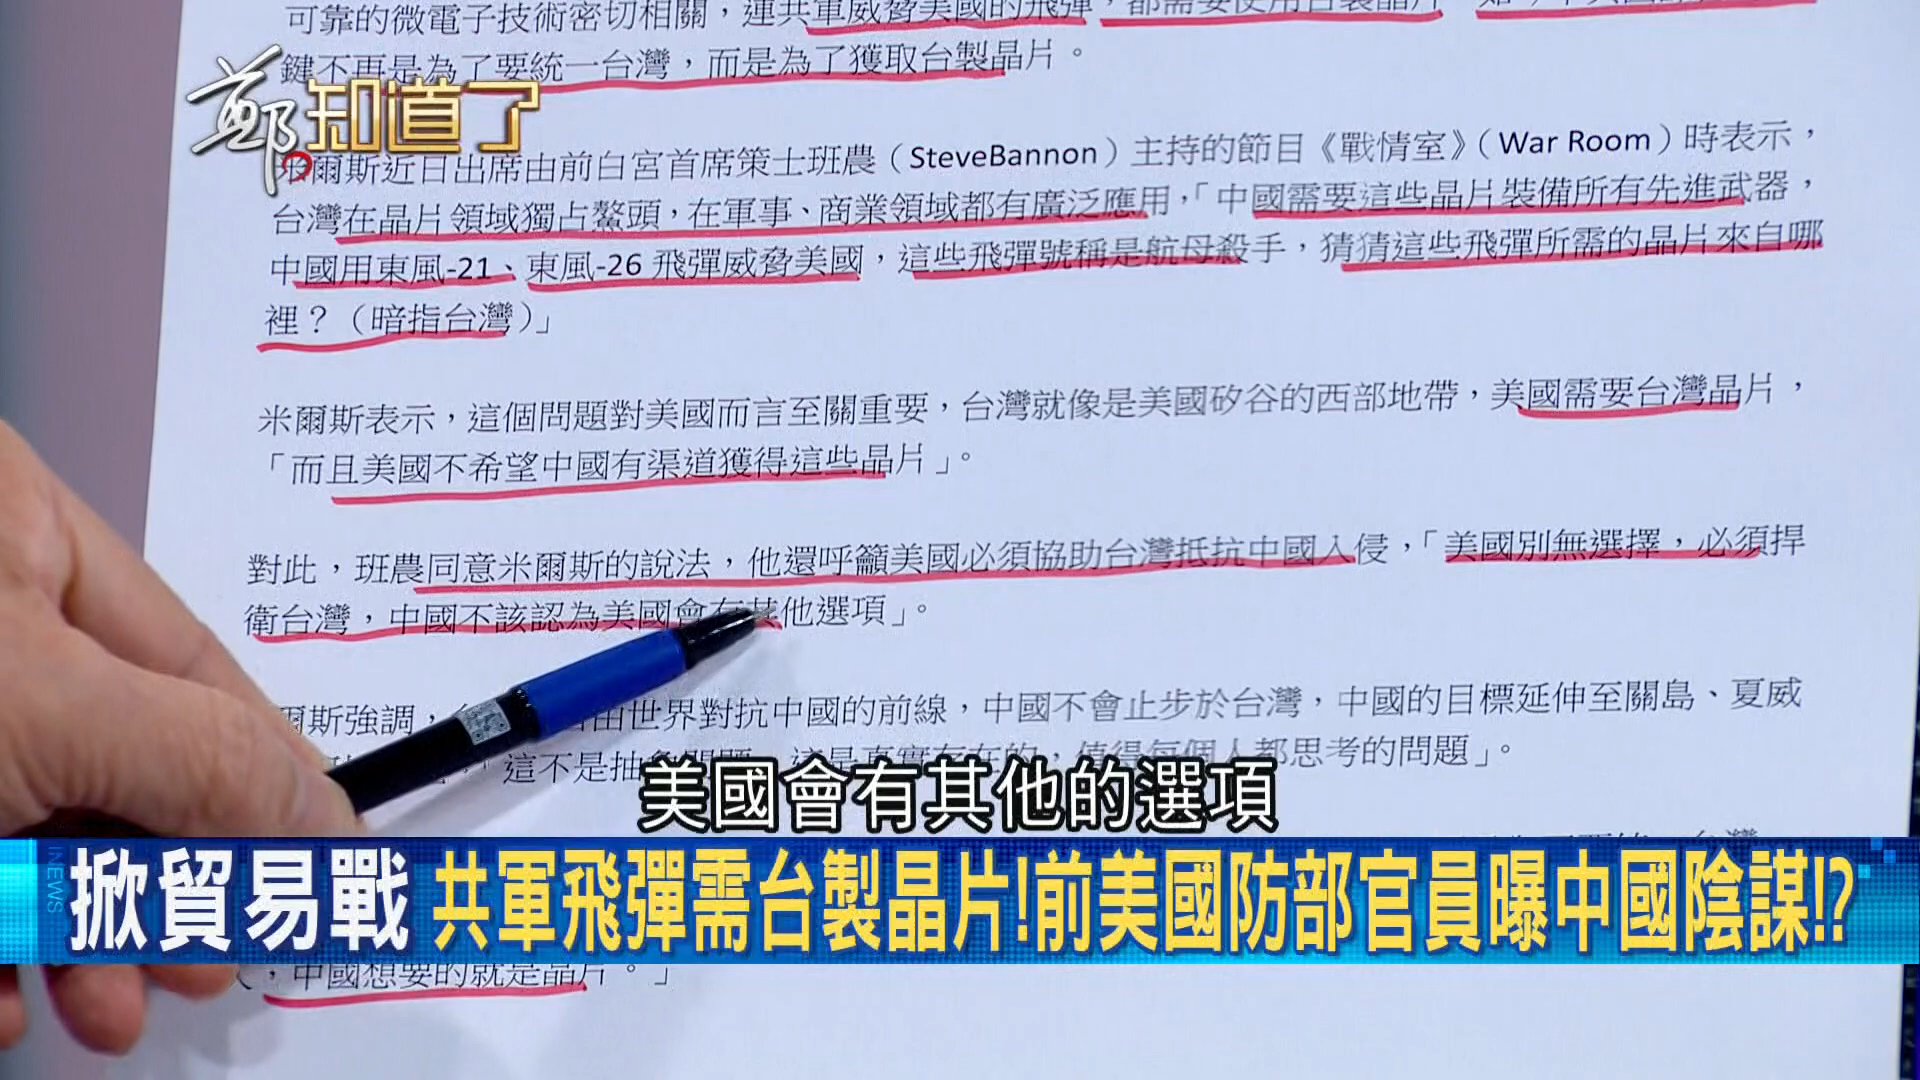 可靠的微電子技術密切相關，連共軍威脅美國的飛彈，都需要使用台製晶片
鍵不再是為了要統一台灣，而是為了獲取台製晶片。
鄭知道了
米爾斯近日出席由前白宮首席策士班農（SteveBannon）主持的節目《戰情室》（War Room）時表示，
台灣在晶片領域獨占鰲頭，在軍事、商業領域都有廣泛應用，「中國需要這些晶片裝備所有先進武器，
中國用東風-21、東風-26 飛彈威脅美國，這些飛彈號稱是航母殺手，猜猜這些飛彈所需的晶片來自哪
裡？（暗指台灣）」
米爾斯表示，這個問題對美國而言至關重要，台灣就像是美國矽谷的西部地帶，美國需要台灣晶片，
「而且美國不希望中國有渠道獲得這些晶片」。
對此，班農同意米爾斯的說法，他還呼籲美國必須協助台灣抵抗中國入侵，「美國別無選擇，必須捍
衛台灣，中國不該認為美國會有其他選項」。
爾斯強調，
由世界對抗中國的前線，中國不會止步於台灣，中國的目標延伸至關島、夏威
「這不是抽象問題，這是真實存在的，值得每個人都思考的問題」。
美國會有其他的選項
INEWS
掀貿易戰 共軍飛彈需台製晶片!前美國防部官員曝中國陰謀!?
，中國想要的就是晶片。」